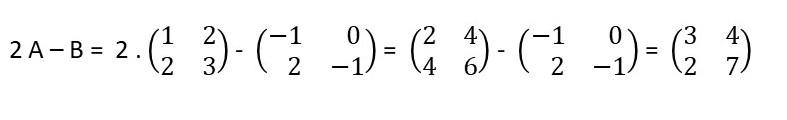 2 A – B = 2 . (1 2 2 3) - (−1 0 2 −1) = (2 4 4 6) - (−1 0 2 −1) = (3 4 2 7)